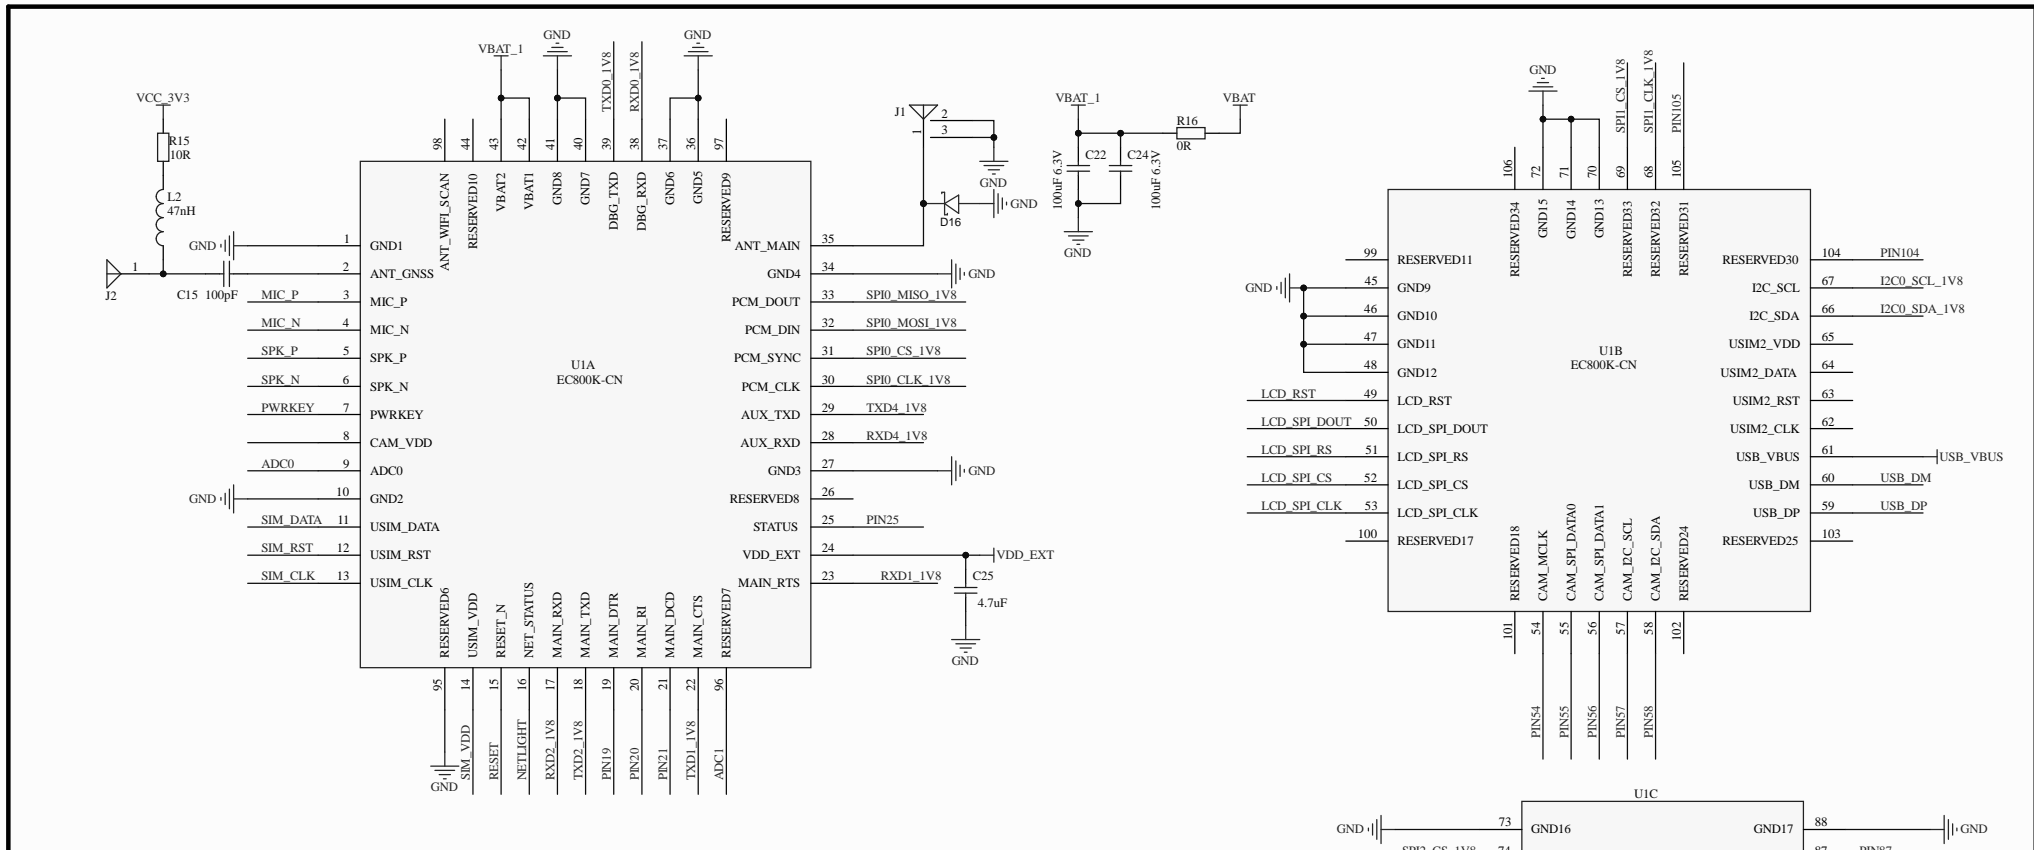 VCC_3V3
R15
10R
L2
47nH
GND
J2
1
C15 100pF
MIC_P
MIC_N
SPK_P
SPK_N
PWRKEY
ADC0
GND
SIM_DATA
SIM_RST
SIM_CLK
1 GND1
2 ANT_GNSS
3 MIC_P
4 MIC_N
5 SPK_P
6 SPK_N
7 PWRKEY
8 CAM_VDD
9 ADC0
10 GND2
11 USIM_DATA
12 USIM_RST
13 USIM_CLK
VBAT_1
GND
TXD0_1V8
RXD0_1V8
GND
98 ANT_WIFI_SCAN
44 RESERVED10
43 VBAT2
42 VBAT1
41 GND8
40 GND7
39 DBG_TXD
38 DBG_RXD
37 GND6
36 GND5
97 RESERVED9
U1A
EC800K-CN
ANT_MAIN 35
GND4 34 GND
PCM_DOUT 33 SPI0_MISO_1V8
PCM_DIN 32 SPI0_MOSI_1V8
PCM_SYNC 31 SPI0_CS_1V8
PCM_CLK 30 SPI0_CLK_1V8
AUX_TXD 29 TXD4_1V8
AUX_RXD 28 RXD4_1V8
GND3 27 GND
RESERVED8 26
STATUS 25 PIN25
VDD_EXT 24 VDD_EXT
MAIN_RTS 23 RXD1_1V8
C25
4.7uF
GND
RESERVED6 95 GND
USIM_VDD 14 SIM_VDD
RESET_N 15 RESET
NET_STATUS 16 NETLIGHT
MAIN_RXD 17 RXD2_1V8
MAIN_TXD 18 TXD2_1V8
MAIN_DTR 19 PIN19
MAIN_RI 20 PIN20
MAIN_DCD 21 PIN21
MAIN_CTS 22 TXD1_1V8
RESERVED7 96 ADC1
J1
1
2
3
GND
D16
GND
VBAT_1
VBAT
R16
0R
C22
100uF 6.3V
C24
100uF 6.3V
GND
GND
SPI1_CS_1V8
SPI1_CLK_1V8
PIN105
106 RESERVED34
72 GND15
71 GND14
70 GND13
69 RESERVED33
68 RESERVED32
105 RESERVED31
99 RESERVED11
GND
45 GND9
46 GND10
47 GND11
48 GND12
LCD_RST 49 LCD_RST
LCD_SPI_DOUT 50 LCD_SPI_DOUT
LCD_SPI_RS 51 LCD_SPI_RS
LCD_SPI_CS 52 LCD_SPI_CS
LCD_SPI_CLK 53 LCD_SPI_CLK
100 RESERVED17
U1B
EC800K-CN
RESERVED30 104 PIN104
I2C_SCL 67 I2C0_SCL_1V8
I2C_SDA 66 I2C0_SDA_1V8
USIM2_VDD 65
USIM2_DATA 64
USIM2_RST 63
USIM2_CLK 62
USB_VBUS 61 USB_VBUS
USB_DM 60 USB_DM
USB_DP 59 USB_DP
RESERVED25 103
RESERVED18 101
CAM_MCLK 54 PIN54
CAM_SPI_DATA0 55 PIN55
CAM_SPI_DATA1 56 PIN56
CAM_I2C_SCL 57 PIN57
CAM_I2C_SDA 58 PIN58
RESERVED24 102
U1C
GND 73 GND16 GND17 88 GND